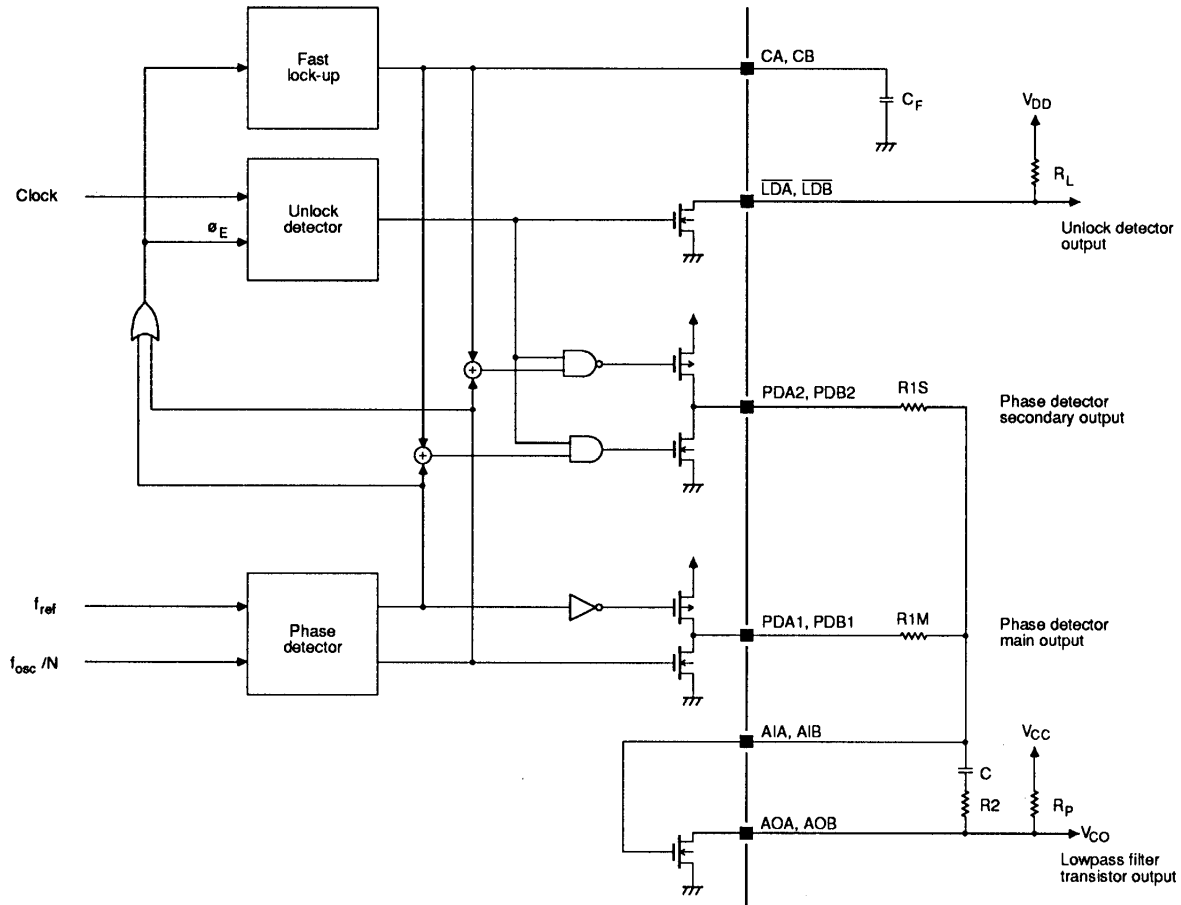 Fast
lock-up
CA, CB
C_F
V_DD
R_L
Clock
Unlock
detector
ø_E
L̅D̅A̅, L̅D̅B̅
Unlock detector
output
+
PDA2, PDB2
R1S
Phase detector
secondary output
+
f_ref
f_osc /N
Phase
detector
PDA1, PDB1
R1M
Phase detector
main output
AIA, AIB
V_CC
C
R2
R_P
AOA, AOB
V_CO
Lowpass filter
transistor output